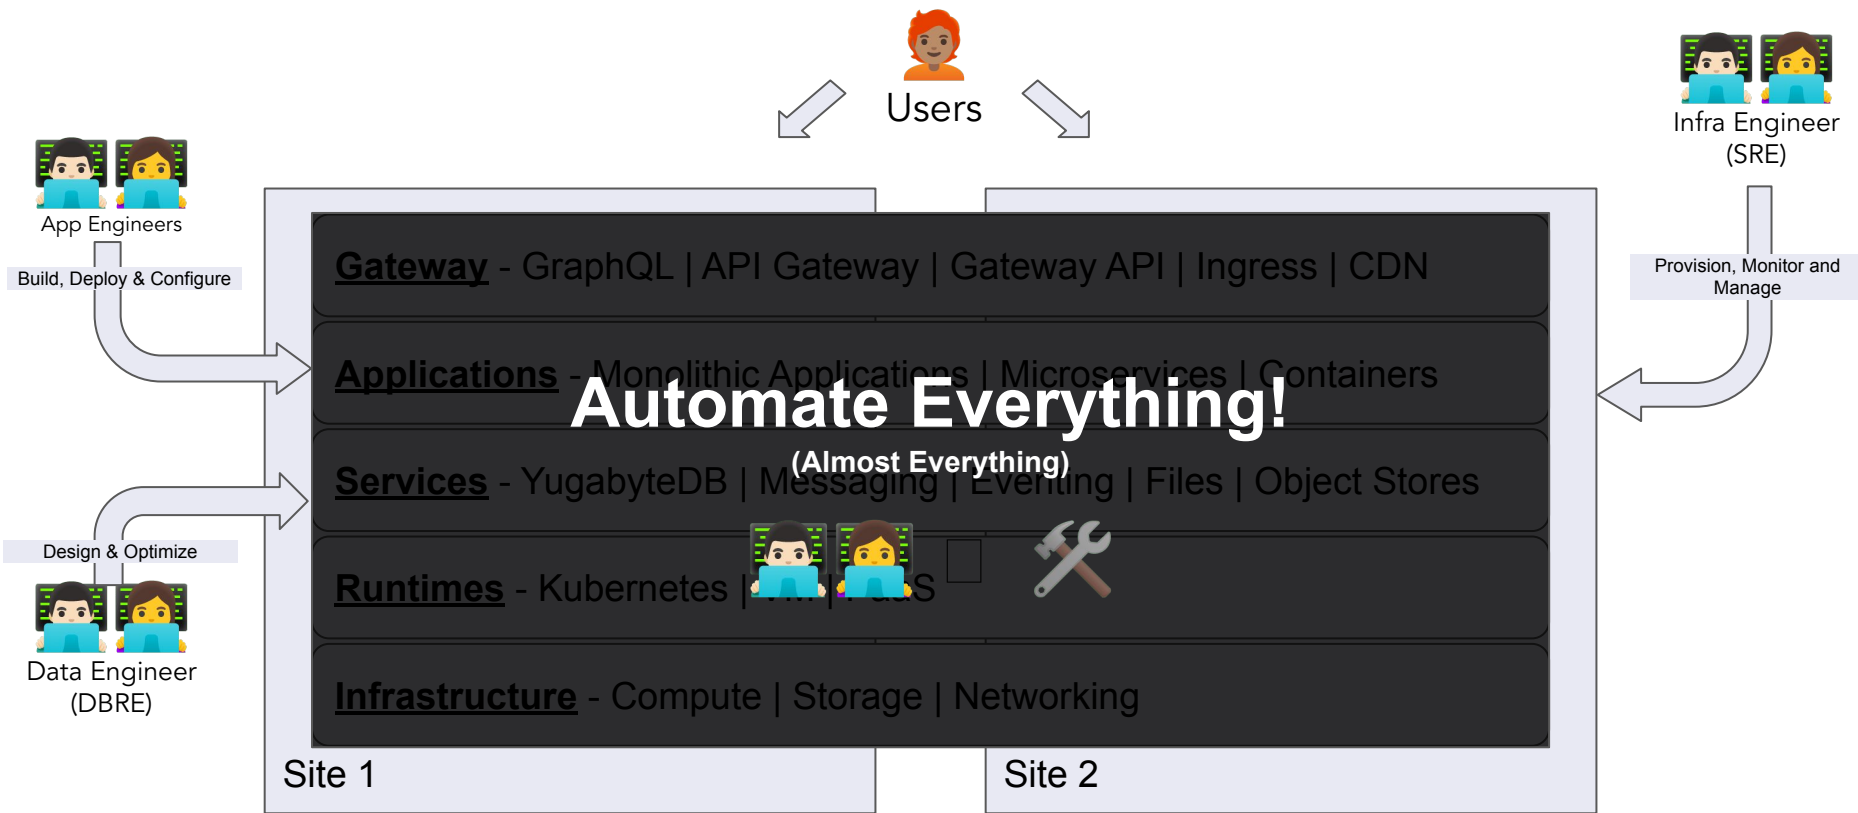 Users
Infra Engineer
(SRE)
App Engineers
Build, Deploy & Configure
Provision, Monitor and
Manage
Gateway - GraphQL | API Gateway | Gateway API | Ingress | CDN
Applications - Monolithic Applications | Microservices | Containers
Automate Everything!
(Almost Everything)
Services - YugabyteDB | Messaging | Eventing | Files | Object Stores
Design & Optimize
Runtimes - Kubernetes | VM | PaaS
Data Engineer
(DBRE)
Infrastructure - Compute | Storage | Networking
Site 1
Site 2